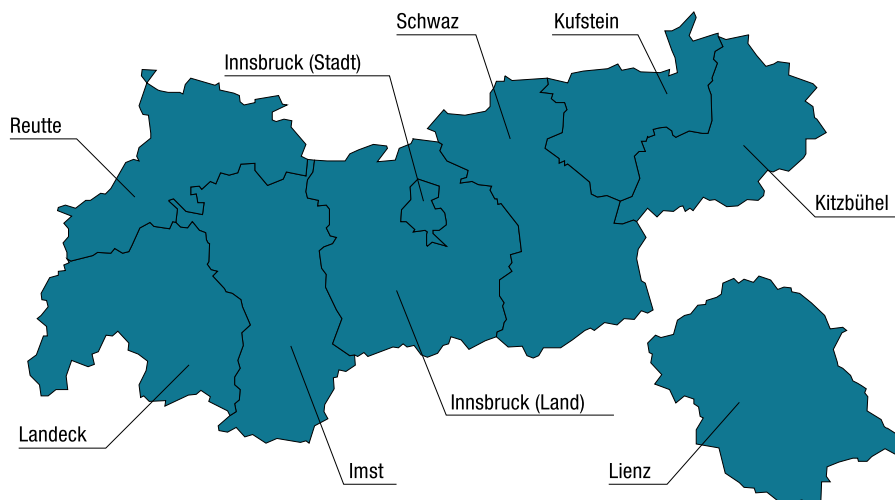 Schwaz
Kufstein
Innsbruck (Stadt)
Reutte
Kitzbühel
Innsbruck (Land)
Landeck
Imst
Lienz